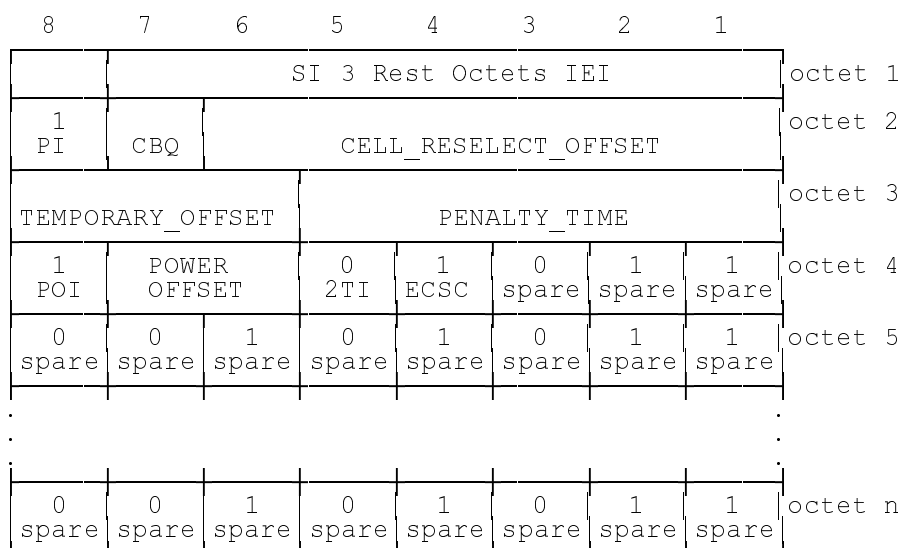 8 7 6 5 4 3 2 1
SI 3 Rest Octets IEI octet 1
1 octet 2
PI CBQ CELL_RESELECT_OFFSET
octet 3
TEMPORARY_OFFSET PENALTY_TIME
1 POWER 0 1 0 1 1 octet 4
POI OFFSET 2TI ECSC spare spare spare
0 0 1 0 1 0 1 1 octet 5
spare spare spare spare spare spare spare spare
0 0 1 0 1 0 1 1 octet n
spare spare spare spare spare spare spare spare